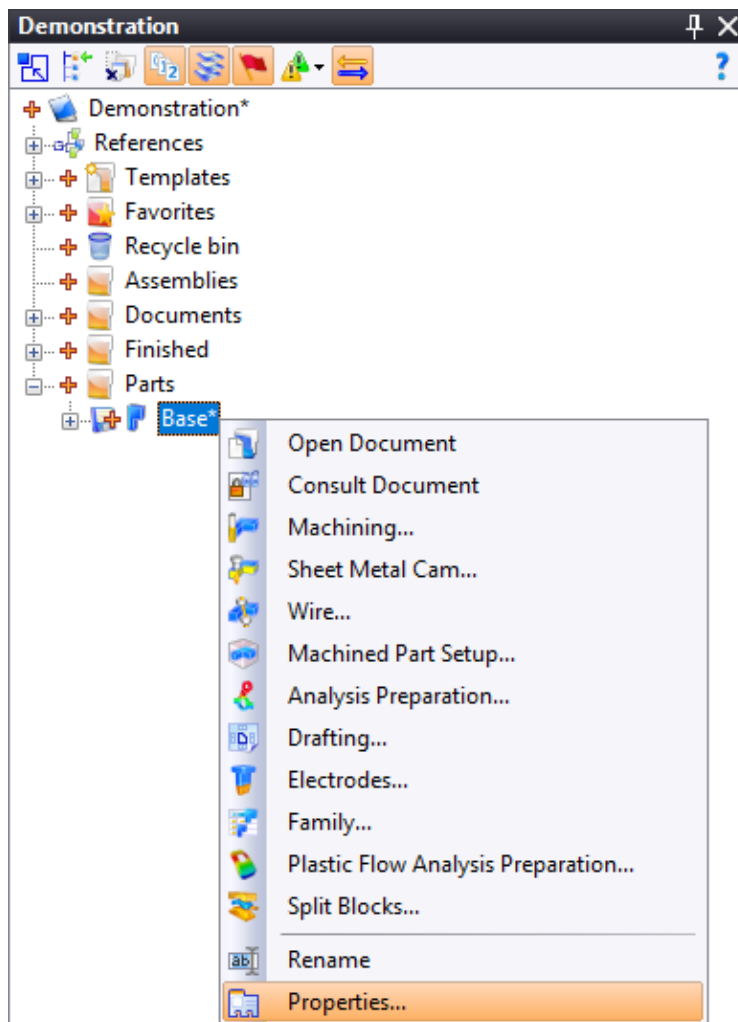 Demonstration
?
Demonstration*
References
Templates
Favorites
Recycle bin
Assemblies
Documents
Finished
Parts
Base*
Open Document
Consult Document
Machining...
Sheet Metal Cam...
Wire...
Machined Part Setup...
Analysis Preparation...
Drafting...
Electrodes...
Family...
Plastic Flow Analysis Preparation...
Split Blocks...
Rename
Properties...